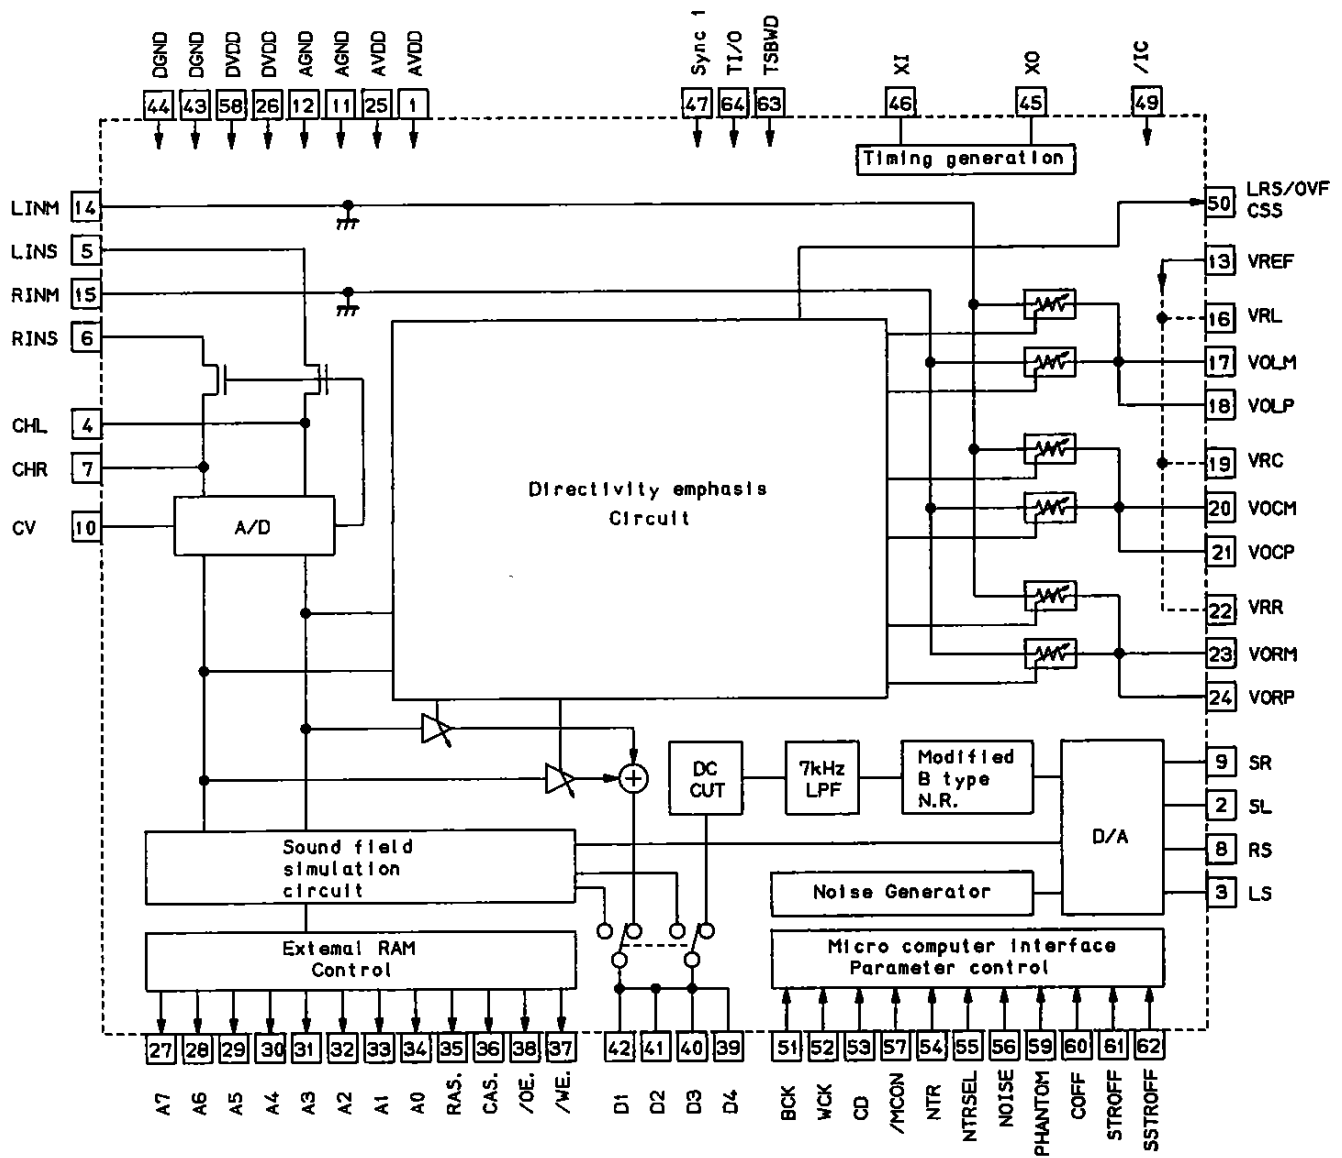 DGND
DGND
DVDD
DVDD
AGND
AGND
AVDD
AVDD
Sync 1
TI/O
TSBWD
XI
XO
/IC
44
43
58
26
12
11
25
1
47
64
63
46
45
49
Timing generation
LINM 14
LINS 5
RINM 15
RINS 6
CHL 4
CHR 7
CV 10
A/D
Directivity emphasis
Circuit
50 LRS/OVF
CSS
13 VREF
16 VRL
17 VOLM
18 VOLP
19 VRC
20 VOCM
21 VOCP
22 VRR
23 VORM
24 VORP
9 SR
2 SL
8 RS
3 LS
DC
CUT
7kHz
LPF
Modified
B type
N.R.
D/A
Sound field
simulation
circuit
Noise Generator
Extemal RAM
Control
Micro computer interface
Parameter control
27
28
29
30
31
32
33
34
35
36
38
37
42
41
40
39
51
52
53
57
54
55
56
59
60
61
62
A7
A6
A5
A4
A3
A2
A1
A0
RAS.
CAS.
/OE.
/WE.
D1
D2
D3
D4
BCK
WCK
CD
/MCON
NTR
NTRSEL
NOISE
PHANTOM
COFF
STROFF
SSTROFF